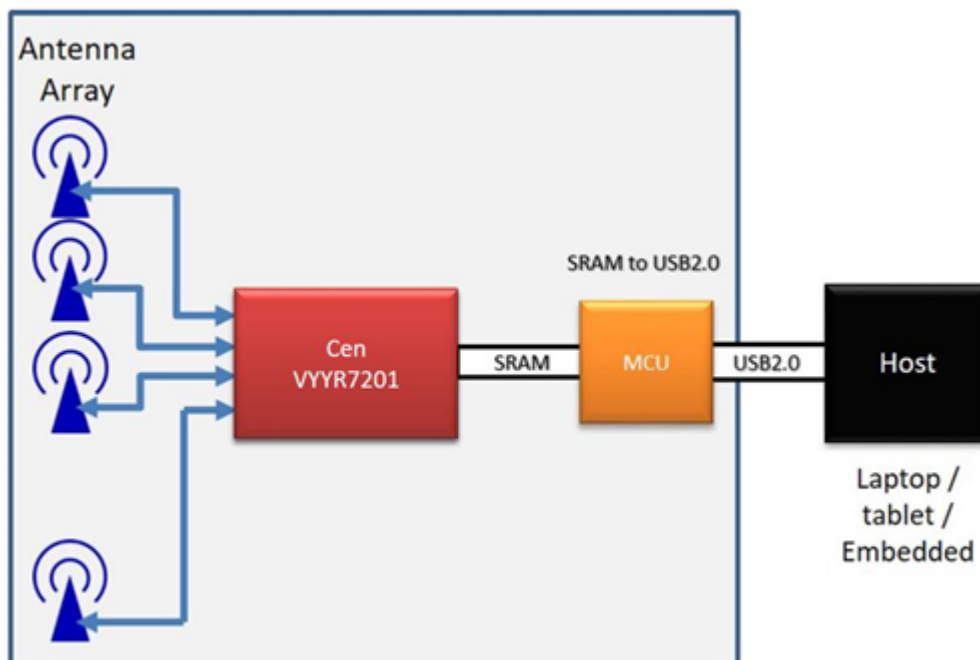 Antenna
Array
SRAM to USB2.0
Cen
VYYR7201
SRAM
MCU
USB2.0
Host
Laptop /
tablet /
Embedded